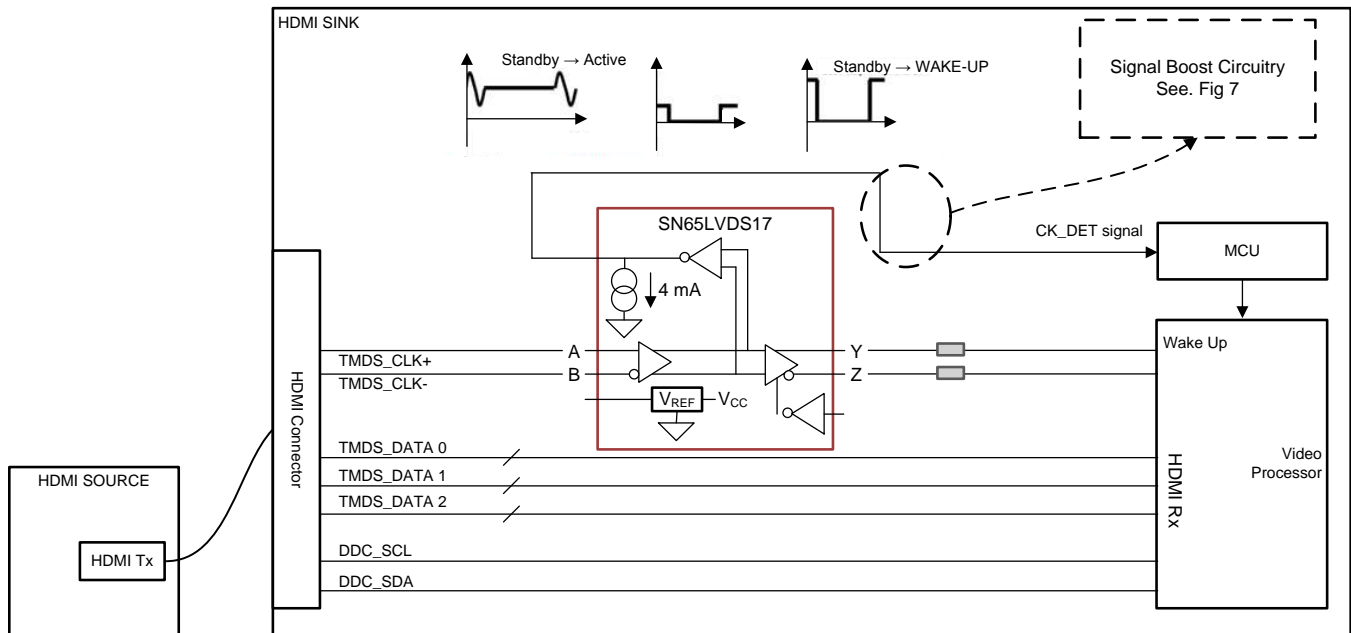 HDMI SINK
Standby → Active
Standby → WAKE-UP
Signal Boost Circuitry
See. Fig 7
SN65LVDS17
4 mA
CK_DET signal
MCU
HDMI Connector
TMDS_CLK+
TMDS_CLK-
A
B
Y
Z
VREF
VCC
Wake Up
TMDS_DATA 0
TMDS_DATA 1
TMDS_DATA 2
DDC_SCL
DDC_SDA
HDMI Rx
Video
Processor
HDMI SOURCE
HDMI Tx